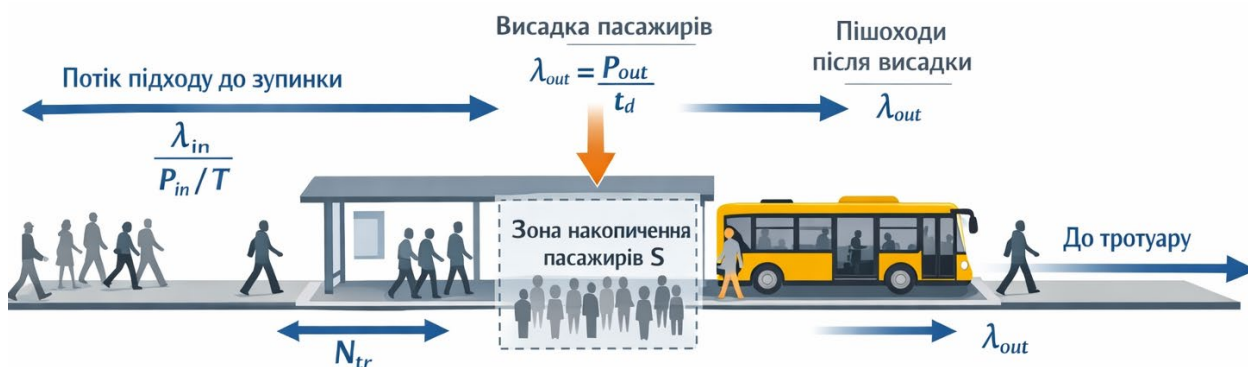 Потік підходу до зупинки
λin
Pin / T
Висадка пасажирів
λout = Pout
td
Пішоходи
після висадки
λout
Зона накопичення
пасажирів S
До тротуару
Ntr
λout